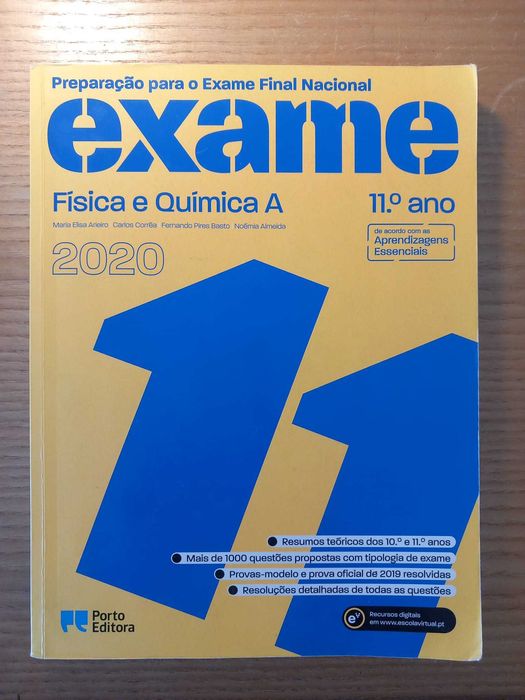 Preparação para o Exame Final Nacional
exame
Física e Química A 11.º ano
Maria Elisa Arieiro Carlos Corrêa Fernando Pires Basto Noémia Almeida
de acordo com as
Aprendizagens
Essenciais
2020
11
Resumos teóricos dos 10.º e 11.º anos
Mais de 1000 questões propostas com tipologia de exame
Provas-modelo e prova oficial de 2019 resolvidas
Resoluções detalhadas de todas as questões
Porto
Editora
eV
Recursos digitais
em www.escolavirtual.pt